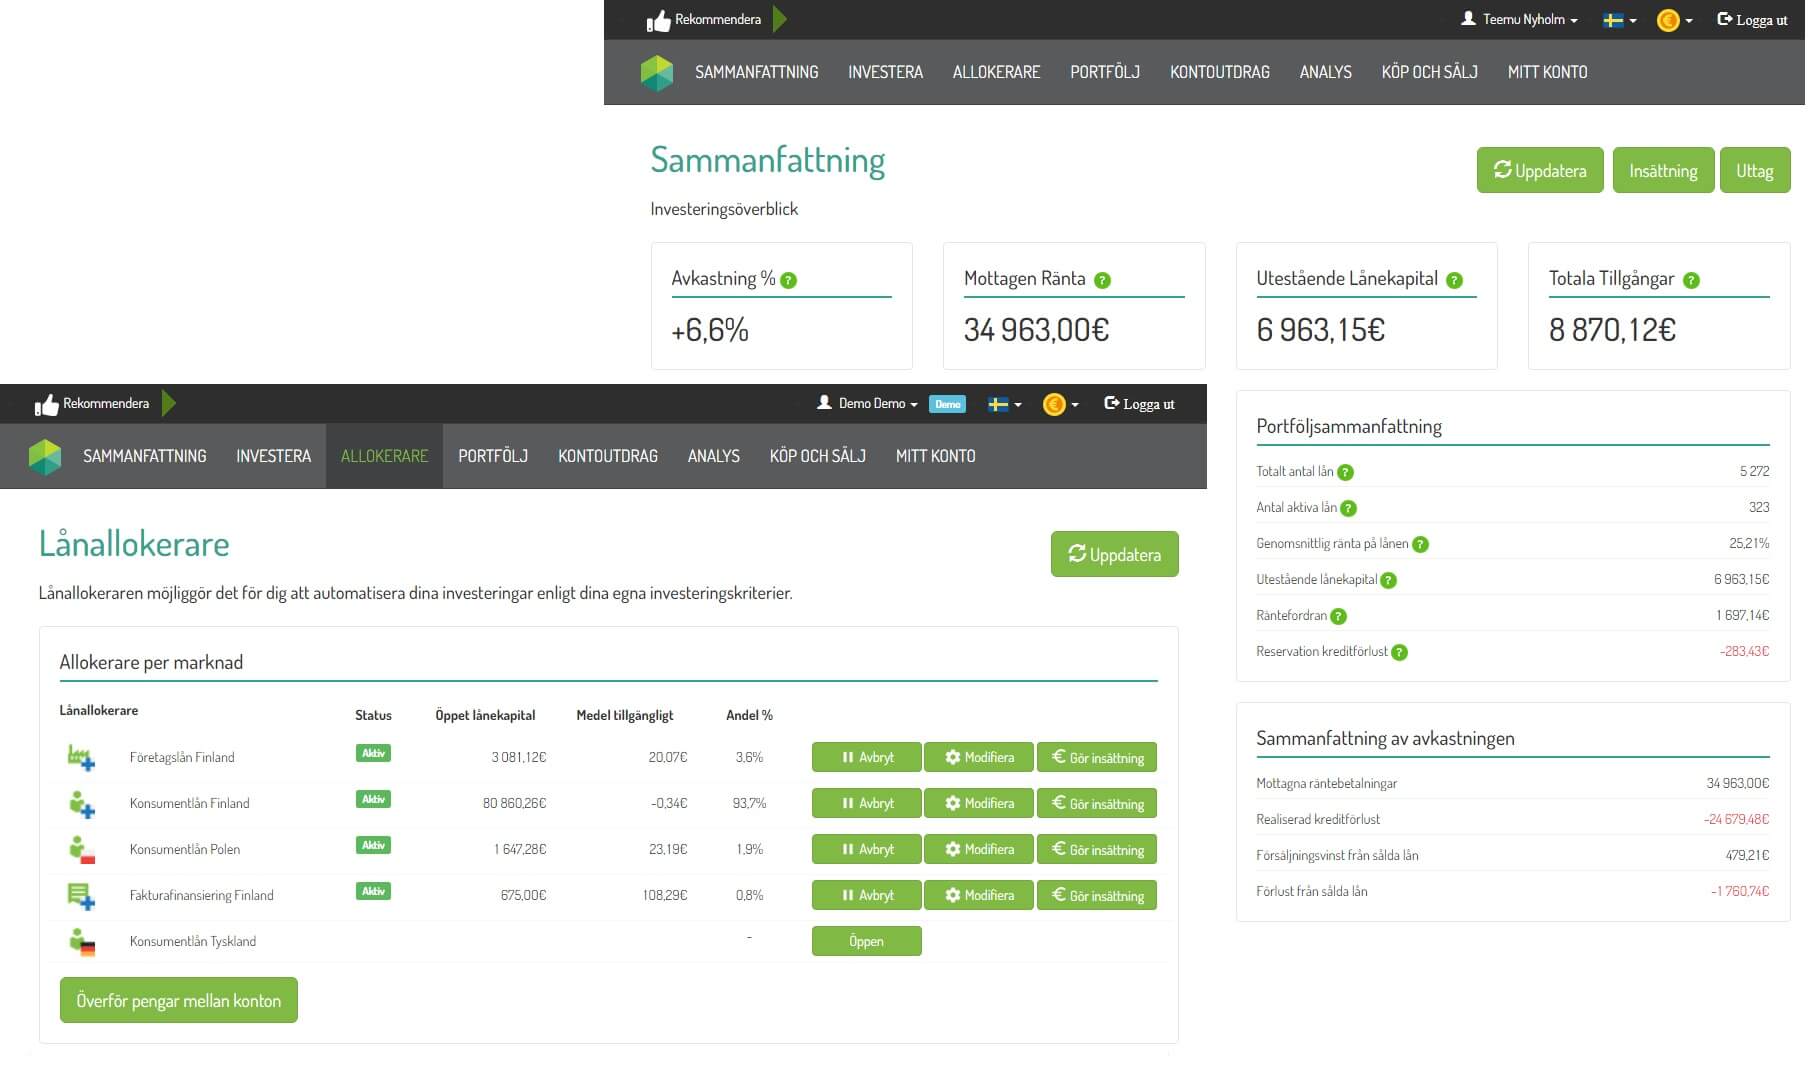 Rekommendera
Teemu Nyholm
Logga ut
SAMMANFATTNING INVESTERA ALLOKERARE PORTFÖLJ KONTOUTDRAG ANALYS KÖP OCH SÄLJ MITT KONTO
Sammanfattning
Uppdatera Insättning Uttag
Investeringsöverblick
Avkastning % ?
+6,6%
Mottagen Ränta ?
34 963,00€
Utestående Lånekapital ?
6 963,15€
Totala Tillgångar ?
8 870,12€
Portföljsammanfattning
Totalt antal lån ? 5 272
Antal aktiva lån ? 323
Genomsnittlig ränta på lånen ? 25,21%
Utestående lånekapital ? 6 963,15€
Räntefordran ? 1 697,14€
Reservation kreditförlust ? -283,43€
Sammanfattning av avkastningen
Mottagna räntebetalningar 34 963,00€
Realiserad kreditförlust -24 679,48€
Försäljningsvinst från sålda lån 479,21€
Förlust från sålda lån -1 760,74€
Rekommendera
Demo Demo Demo
Logga ut
SAMMANFATTNING INVESTERA ALLOKERARE PORTFÖLJ KONTOUTDRAG ANALYS KÖP OCH SÄLJ MITT KONTO
Lånallokerare
Uppdatera
Lånallokeraren möjliggör det för dig att automatisera dina investeringar enligt dina egna investeringskriterier.
Allokerare per marknad
Lånallokerare Status Öppet lånekapital Medel tillgängligt Andel %
Företagslån Finland Aktiv 3 081,12€ 20,07€ 3,6% Avbryt Modifiera € Gör insättning
Konsumentlån Finland Aktiv 80 860,26€ -0,34€ 93,7% Avbryt Modifiera € Gör insättning
Konsumentlån Polen Aktiv 1 647,28€ 23,19€ 1,9% Avbryt Modifiera € Gör insättning
Fakturafinansiering Finland Aktiv 675,00€ 108,29€ 0,8% Avbryt Modifiera € Gör insättning
Konsumentlån Tyskland - Öppen
Överför pengar mellan konton